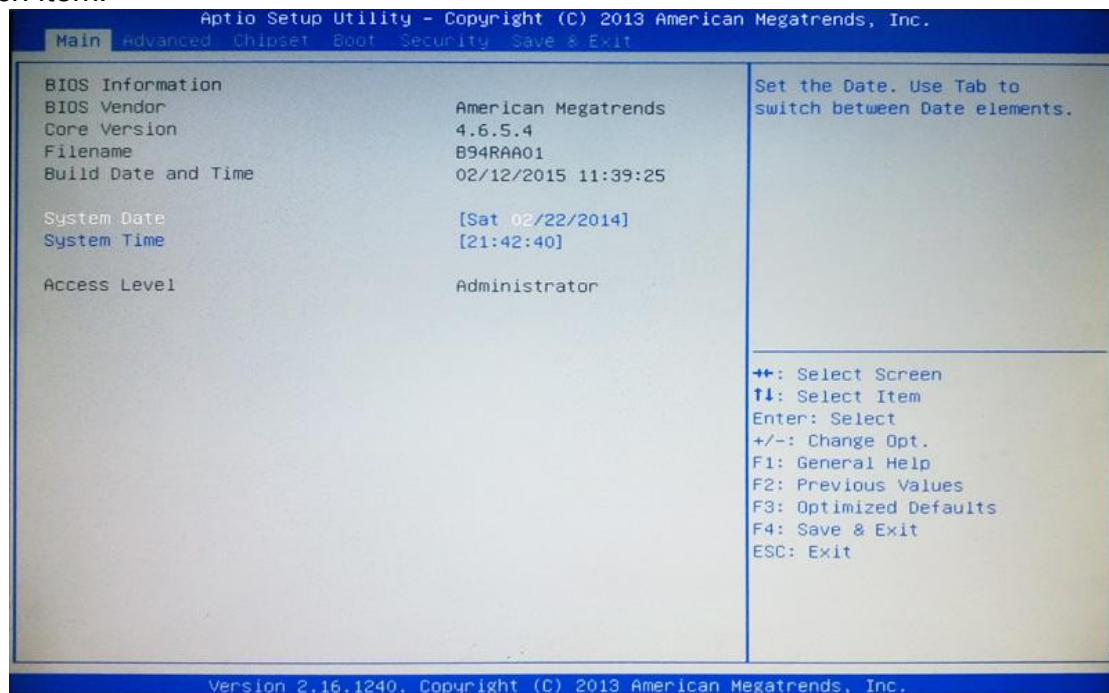 en item.
Aptio Setup Utility – Copyright (C) 2013 American Megatrends, Inc.
Main Advanced Chipset Boot Security Save & Exit
BIOS Information
BIOS Vendor American Megatrends
Core Version 4.6.5.4
Filename B94RAA01
Build Date and Time 02/12/2015 11:39:25
System Date [Sat 02/22/2014]
System Time [21:42:40]
Access Level Administrator
Set the Date. Use Tab to
switch between Date elements.
→←: Select Screen
↑↓: Select Item
Enter: Select
+/-: Change Opt.
F1: General Help
F2: Previous Values
F3: Optimized Defaults
F4: Save & Exit
ESC: Exit
Version 2.16.1240. Copyright (C) 2013 American Megatrends, Inc.